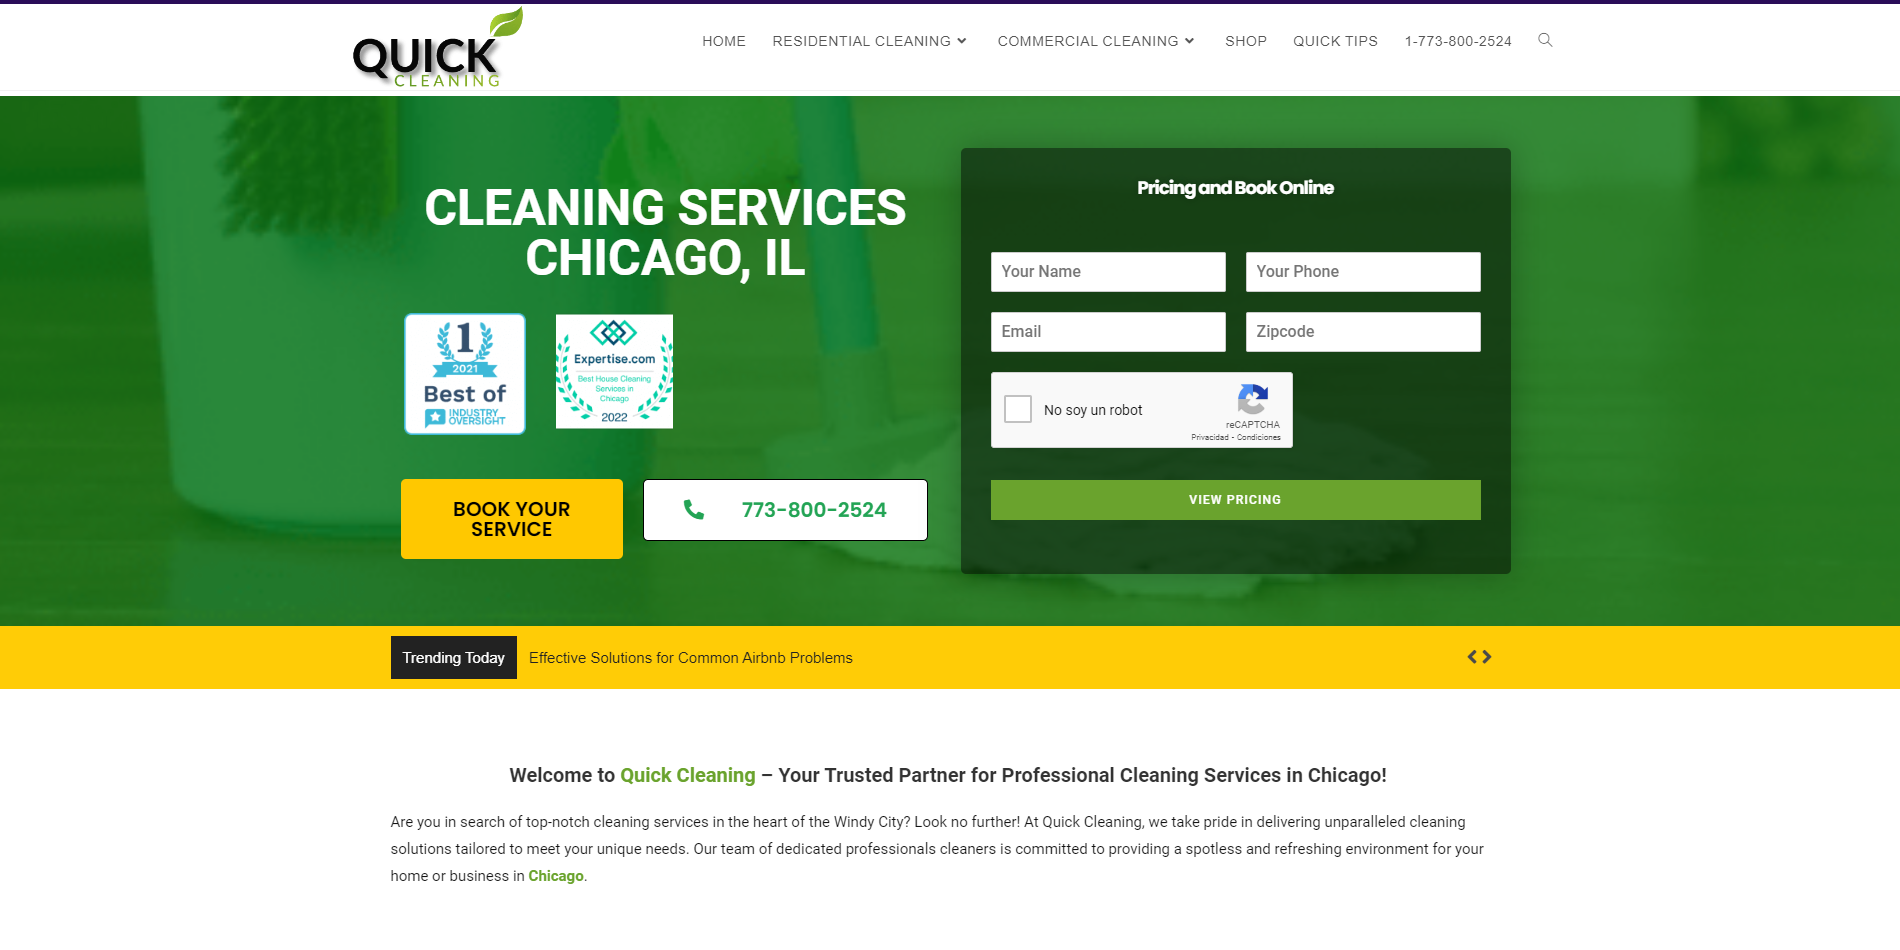 QUICK
CLEANING
HOME
RESIDENTIAL CLEANING
COMMERCIAL CLEANING
SHOP
QUICK TIPS
1-773-800-2524
CLEANING SERVICES
CHICAGO, IL
1
2021
Best of
INDUSTRY
OVERSIGHT
Expertise.com
Best House Cleaning
Services in
Chicago
2022
BOOK YOUR
SERVICE
773-800-2524
Pricing and Book Online
Your Name
Your Phone
Email
Zipcode
No soy un robot
reCAPTCHA
Privacidad - Condiciones
VIEW PRICING
Trending Today
Effective Solutions for Common Airbnb Problems
Welcome to Quick Cleaning – Your Trusted Partner for Professional Cleaning Services in Chicago!
Are you in search of top-notch cleaning services in the heart of the Windy City? Look no further! At Quick Cleaning, we take pride in delivering unparalleled cleaning
solutions tailored to meet your unique needs. Our team of dedicated professionals cleaners is committed to providing a spotless and refreshing environment for your
home or business in Chicago.